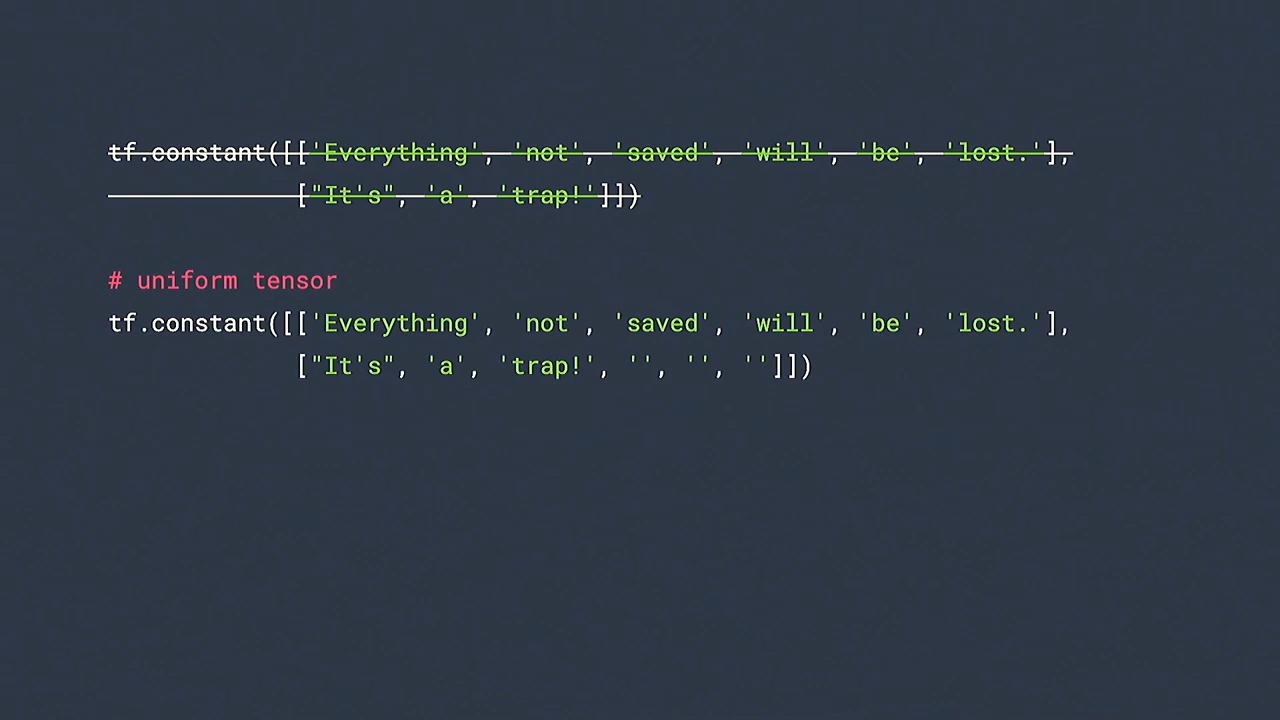 tf.constant([['Everything', 'not', 'saved', 'will', 'be', 'lost.'],
["It's", 'a', 'trap!']])
# uniform tensor
tf.constant([['Everything', 'not', 'saved', 'will', 'be', 'lost.'],
["It's", 'a', 'trap!', '', '', '']])